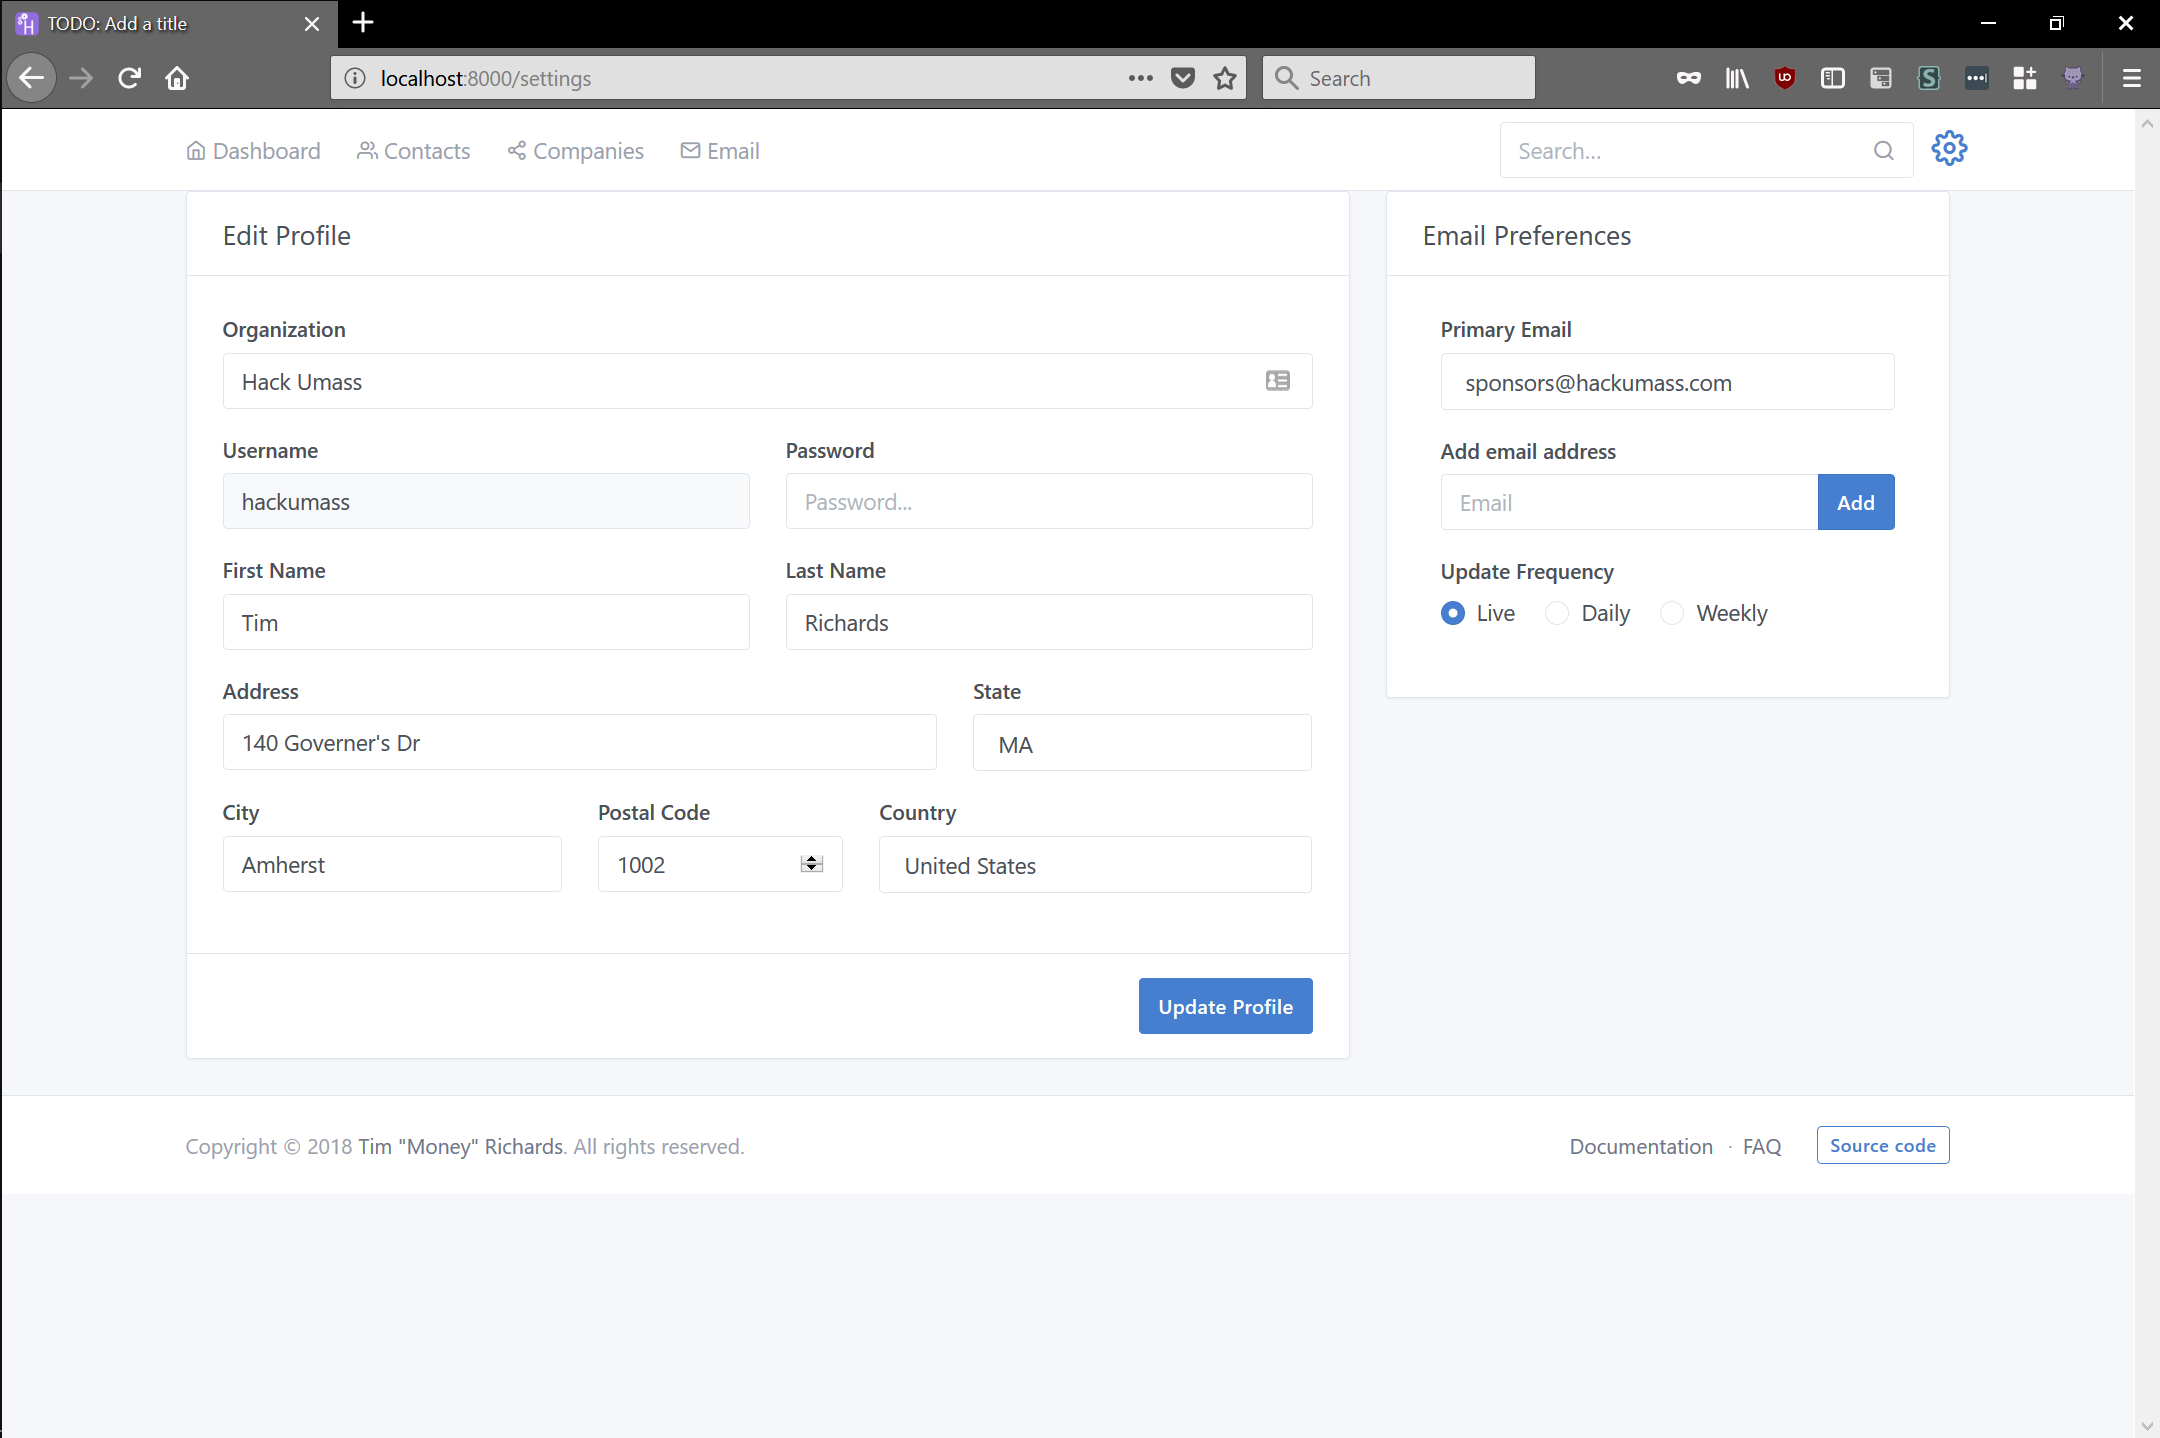 TODO: Add a title
localhost:8000/settings
Search
Dashboard Contacts Companies Email
Search...
Edit Profile
Organization
Hack Umass
Username Password
hackumass Password...
First Name Last Name
Tim Richards
Address State
140 Governer's Dr MA
City Postal Code Country
Amherst 1002 United States
Update Profile
Email Preferences
Primary Email
sponsors@hackumass.com
Add email address
Email Add
Update Frequency
Live Daily Weekly
Copyright © 2018 Tim "Money" Richards. All rights reserved.
Documentation · FAQ Source code